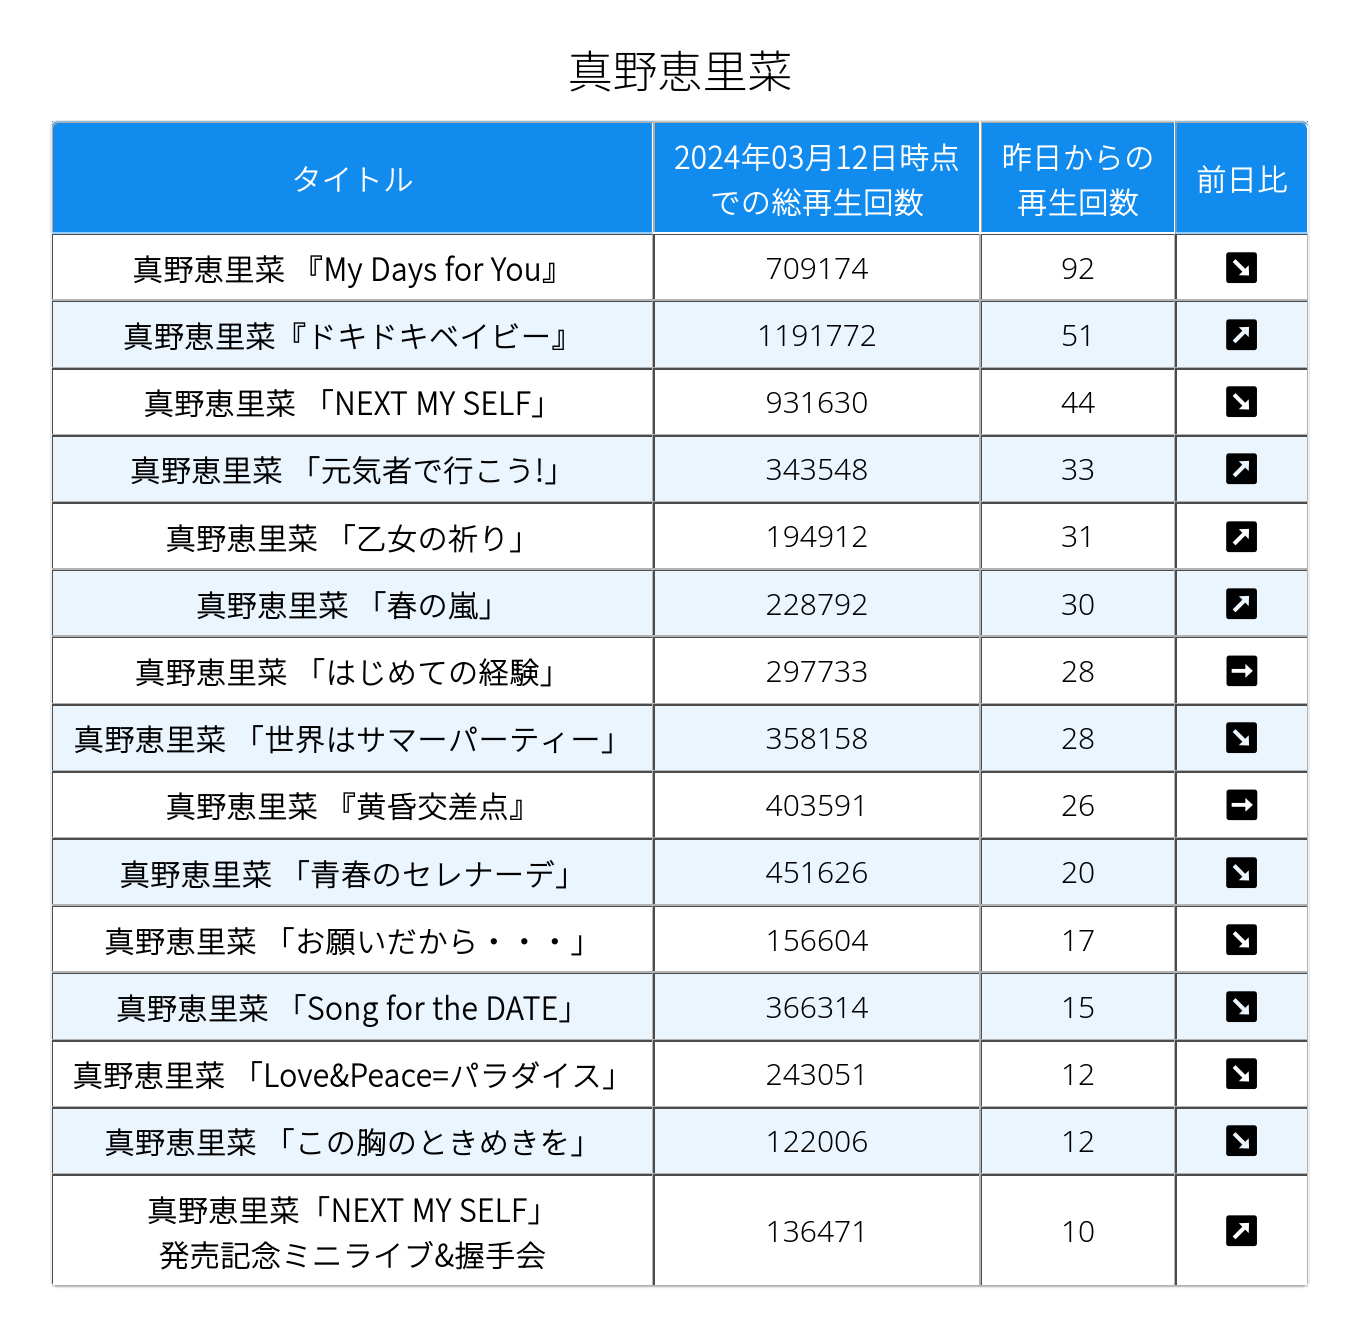 真野恵里菜
タイトル
2024年03月12日時点
での総再生回数
昨日からの
再生回数
前日比
真野恵里菜 『My Days for You』 709174 92 ↘
真野恵里菜『ドキドキベイビー』 1191772 51 ↗
真野恵里菜 「NEXT MY SELF」 931630 44 ↘
真野恵里菜 「元気者で行こう!」 343548 33 ↗
真野恵里菜 「乙女の祈り」 194912 31 ↗
真野恵里菜 「春の嵐」 228792 30 ↗
真野恵里菜 「はじめての経験」 297733 28 →
真野恵里菜 「世界はサマーパーティー」 358158 28 ↘
真野恵里菜 『黄昏交差点』 403591 26 →
真野恵里菜 「青春のセレナーデ」 451626 20 ↘
真野恵里菜 「お願いだから・・・」 156604 17 ↘
真野恵里菜 「Song for the DATE」 366314 15 ↘
真野恵里菜 「Love&Peace=パラダイス」 243051 12 ↘
真野恵里菜 「この胸のときめきを」 122006 12 ↘
真野恵里菜「NEXT MY SELF」
発売記念ミニライブ&握手会
136471 10 ↗